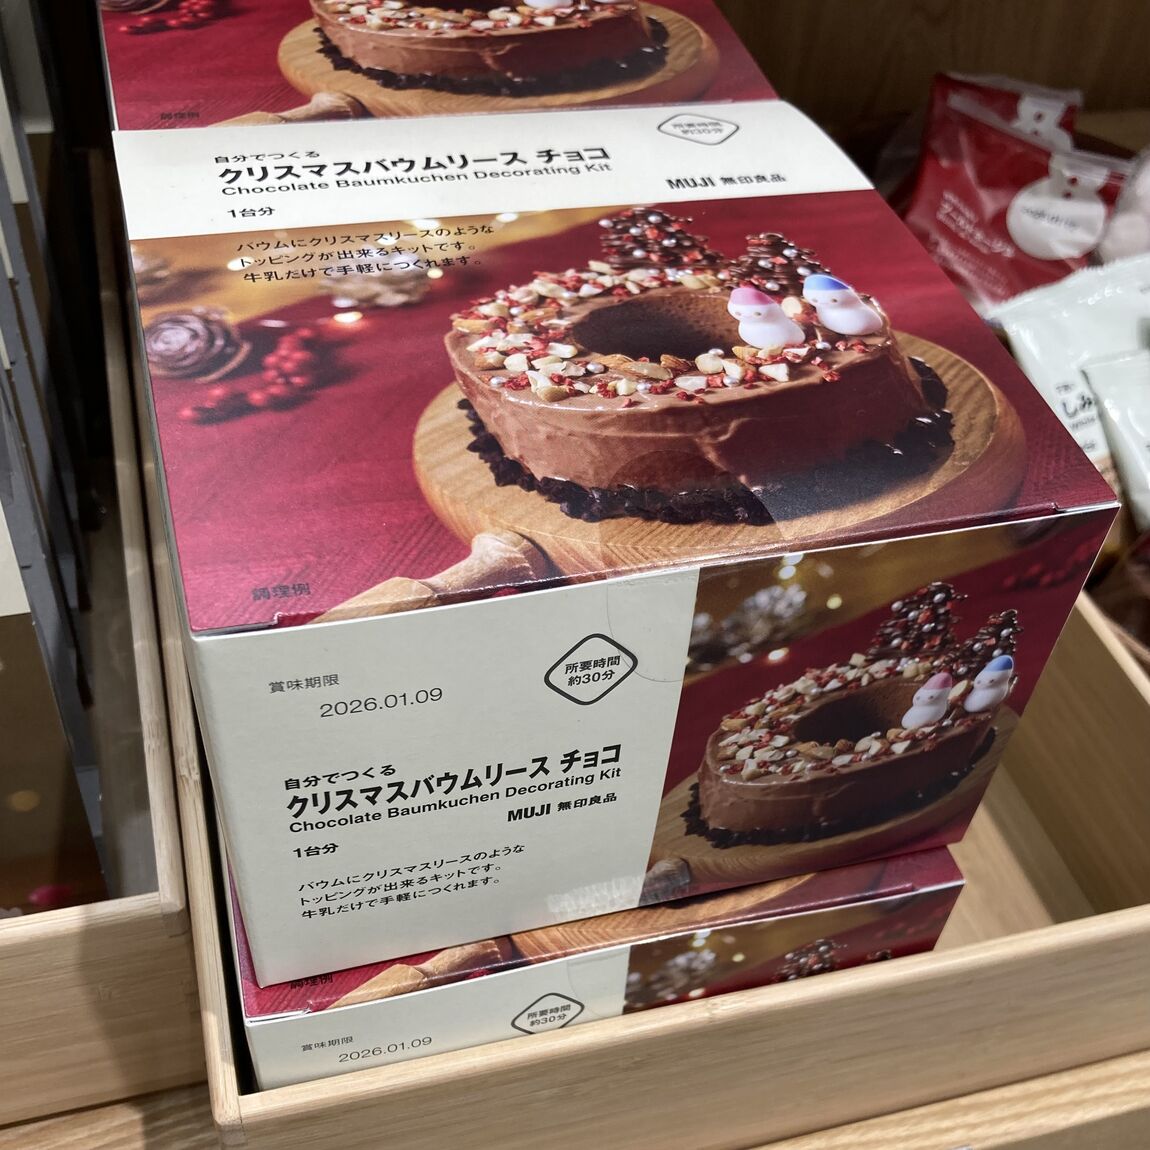 調理例
所要時間
約30分
自分でつくる
クリスマスバウムリース チョコ
Chocolate Baumkuchen Decorating Kit
MUJI 無印良品
1台分
バウムにクリスマスリースのような
トッピングが出来るキットです。
牛乳だけで手軽につくれます。
調理例
賞味期限
2026.01.09
所要時間
約30分
自分でつくる
クリスマスバウムリース チョコ
Chocolate Baumkuchen Decorating Kit
MUJI 無印良品
1台分
バウムにクリスマスリースのような
トッピングが出来るキットです。
牛乳だけで手軽につくれます。
調理例
賞味期限
2026.01.09
所要時間
約30分
しみ